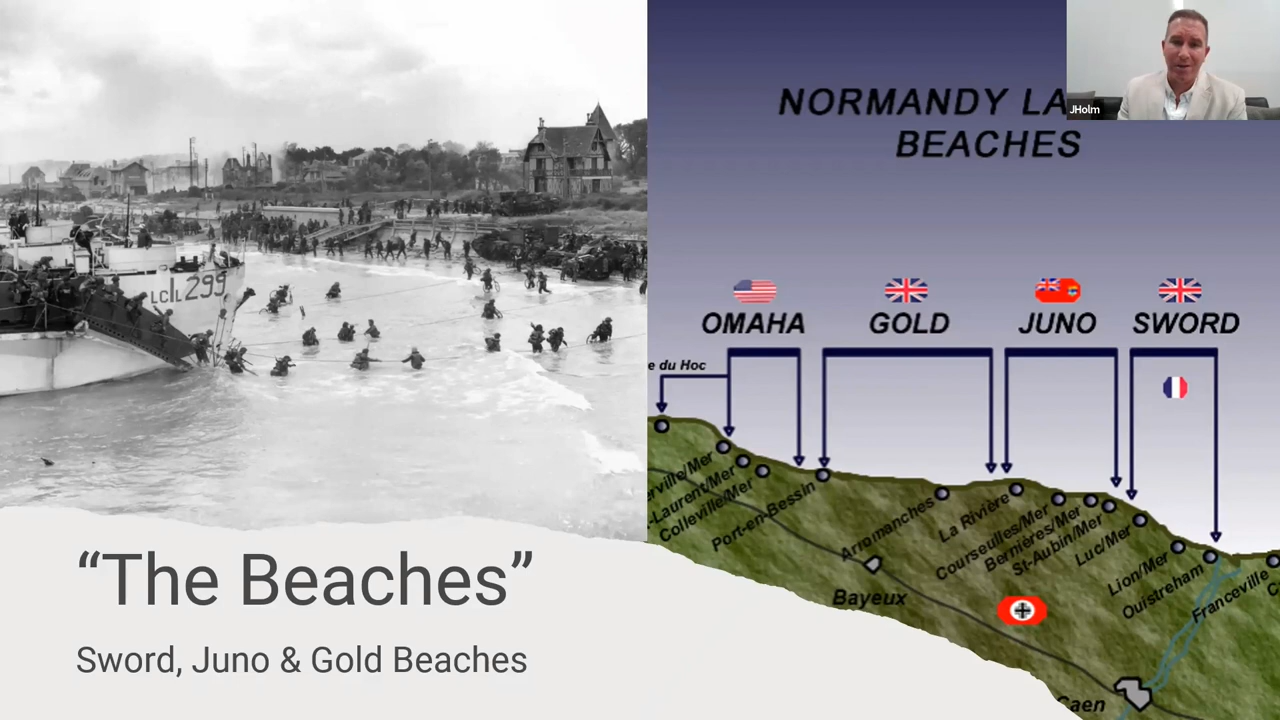 LCIL 299
“The Beaches”
Sword, Juno & Gold Beaches
NORMANDY LA
BEACHES
JHolm
OMAHA
GOLD
JUNO
SWORD
e du Hoc
erville/Mer
-Laurent/Mer
Colleville/Mer
Port-en-Bessin
Arromanches
La Rivière
Courseulles/Mer
Bernières/Mer
St-Aubin/Mer
Luc/Mer
Lion/Mer
Ouistreham
Franceville
C
Bayeux
Caen